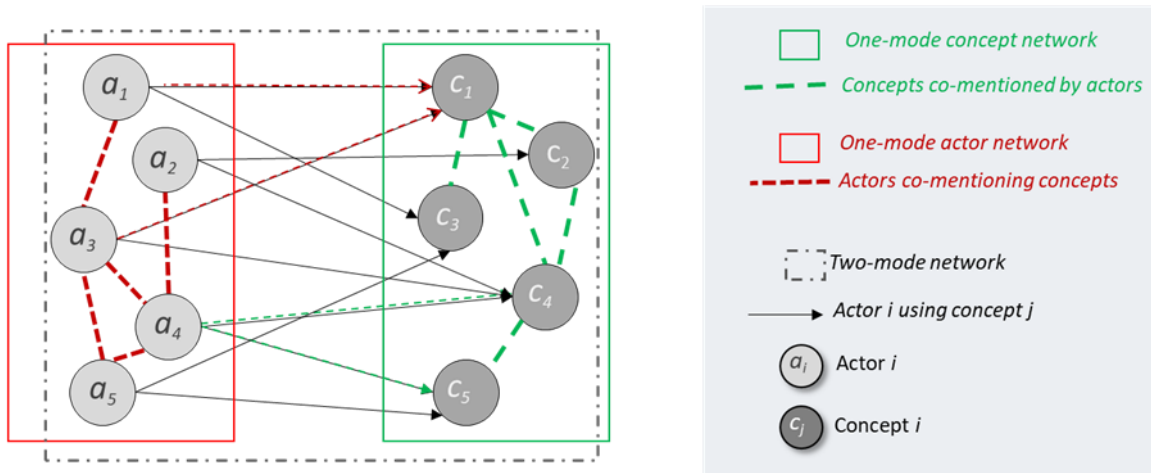 a1
a2
a3
a4
a5
c1
c2
c3
c4
c5
One-mode concept network
Concepts co-mentioned by actors
One-mode actor network
Actors co-mentioning concepts
Two-mode network
Actor i using concept j
ai Actor i
cj Concept i